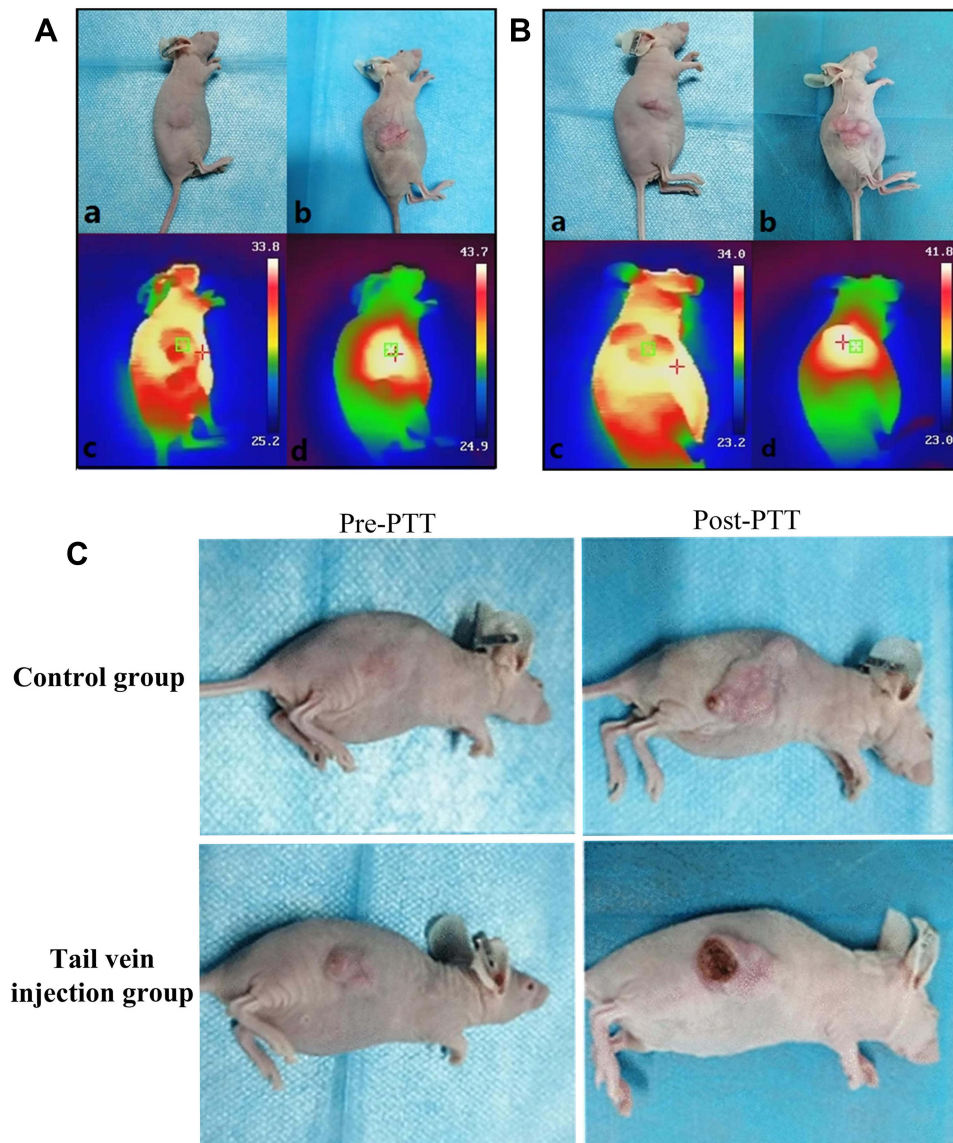 A
B
a
b
a
b
33.8
43.7
34.0
41.8
25.2
24.9
23.2
23.0
c
d
c
d
Pre-PTT
Post-PTT
C
Control group
Tail vein
injection group